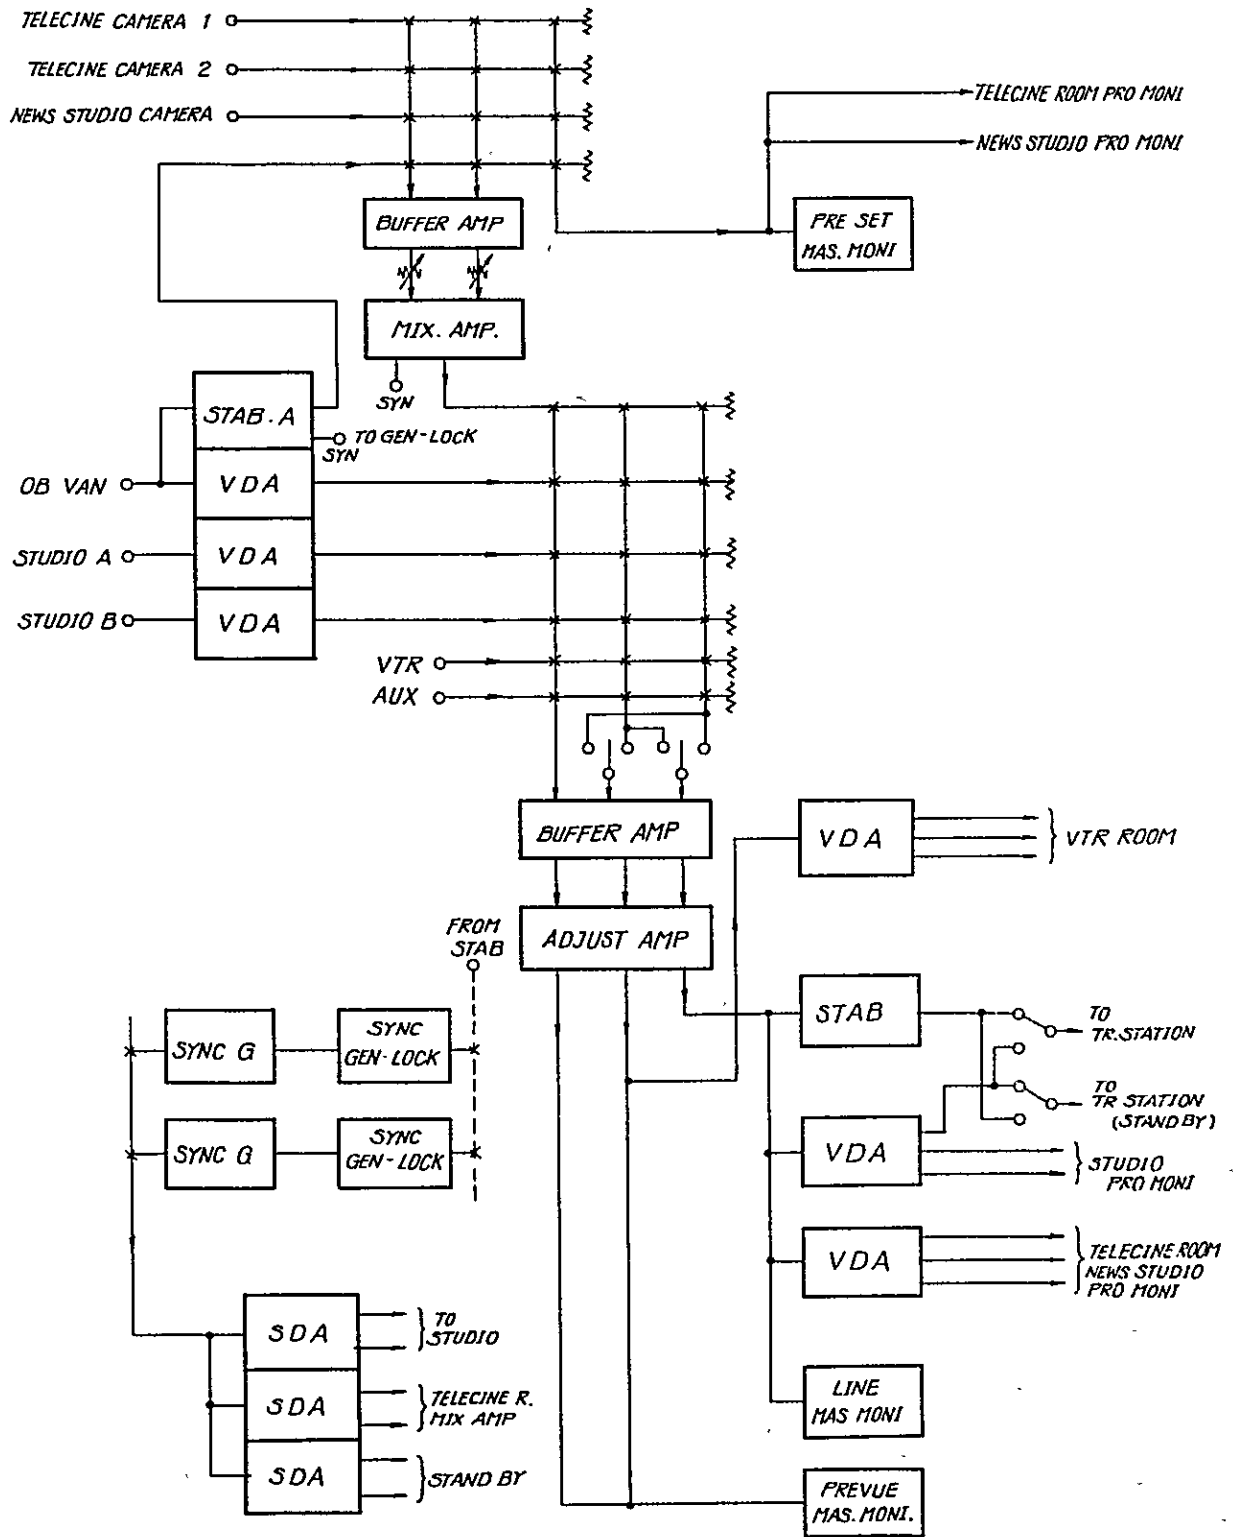 TELECINE CAMERA 1
TELECINE CAMERA 2
NEWS STUDIO CAMERA
TELECINE ROOM PRO MONI
NEWS STUDIO PRO MONI
BUFFER AMP
PRE SET
MAS. MONI
MIX. AMP.
SYN
STAB. A
TO GEN-LOCK
SYN
OB VAN
VDA
STUDIO A
VDA
STUDIO B
VDA
VTR
AUX
BUFFER AMP
VDA
VTR ROOM
FROM
STAB
ADJUST AMP
STAB
TO
TR. STATION
SYNC G
SYNC
GEN-LOCK
TO
TR STATION
(STAND BY)
SYNC G
SYNC
GEN-LOCK
VDA
STUDIO
PRO MONI
VDA
TELECINE ROOM
NEWS STUDIO
PRO MONI
SDA
TO
STUDIO
SDA
TELECINE R.
MIX AMP
LINE
MAS MONI
SDA
STAND BY
PREVUE
MAS. MONI.